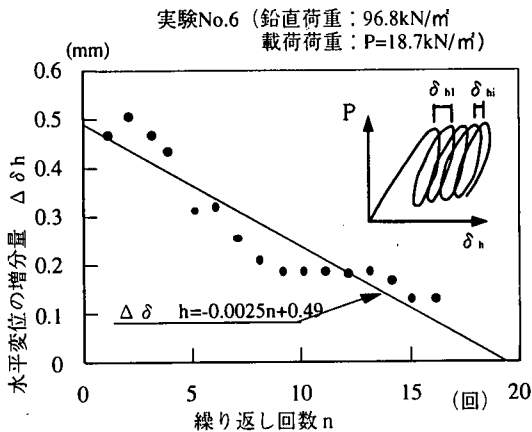 実験No.6（鉛直荷重：96.8kN/㎡
載荷荷重：P=18.7kN/㎡）
(mm)
0.6
0.5
0.4
0.3
0.2
0.1
0
水平変位の増分量 Δδh
P
δh1
δhi
δh
Δδ h=-0.0025n+0.49
0
5
10
15
20
(回)
繰り返し回数n